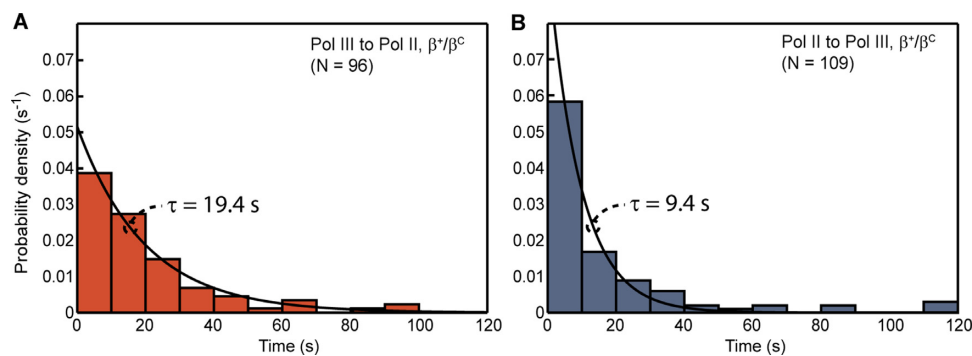 A
Pol III to Pol II, β⁺/βᶜ
(N = 96)
τ = 19.4 s
Probability density (s⁻¹)
0.07
0.06
0.05
0.04
0.03
0.02
0.01
0
0 20 40 60 80 100 120
Time (s)
B
Pol II to Pol III, β⁺/βᶜ
(N = 109)
τ = 9.4 s
0.07
0.06
0.05
0.04
0.03
0.02
0.01
0
0 20 40 60 80 100 120
Time (s)